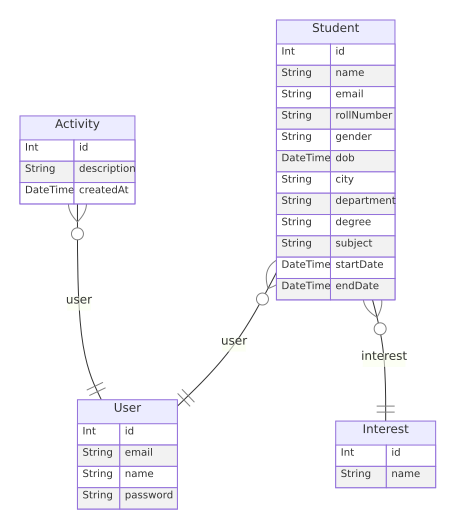 Student
Int id
String name
String email
String rollNumber
String gender
DateTime dob
String city
String department
String degree
String subject
DateTime startDate
DateTime endDate
Activity
Int id
String description
DateTime createdAt
user
user
interest
User
Int id
String email
String name
String password
Interest
Int id
String name